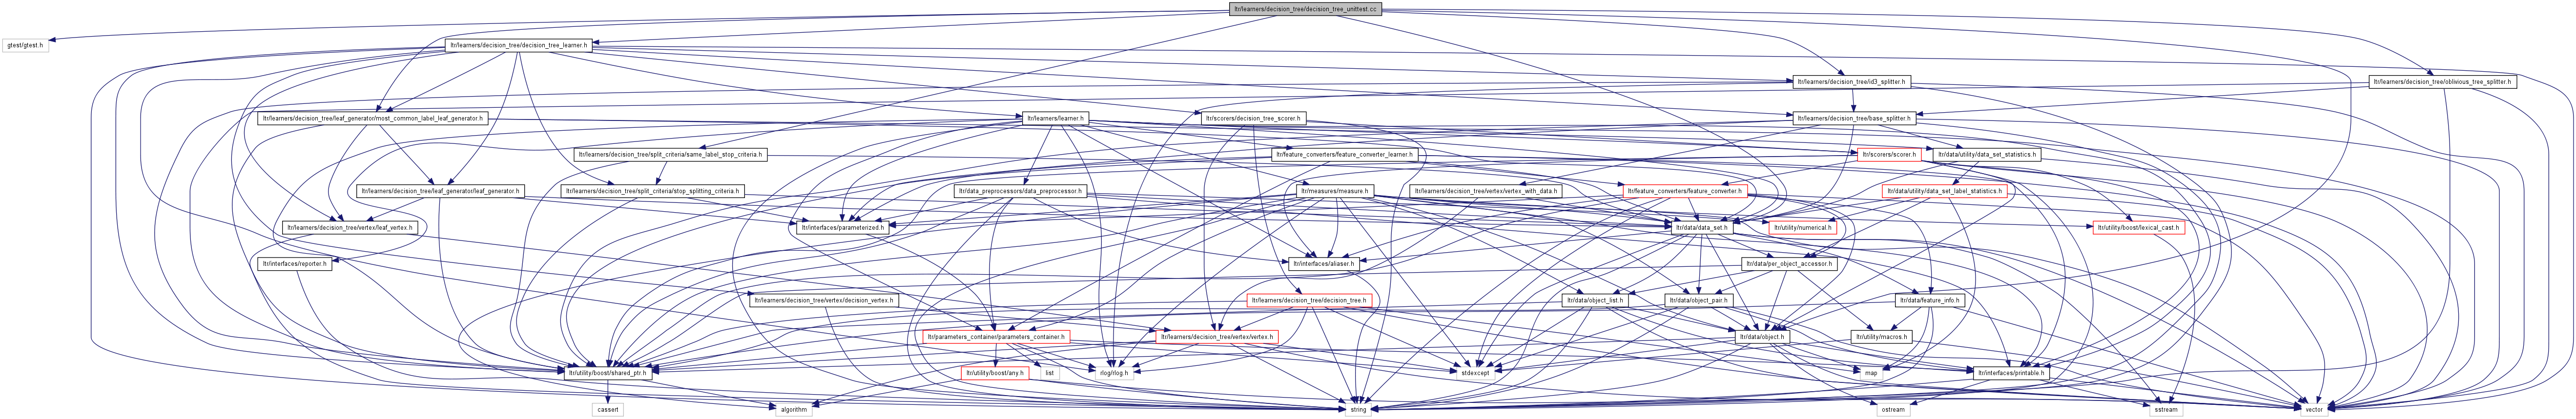 ltr/learners/decision_tree/decision_tree_unittest.cc
gtest/gtest.h
ltr/learners/decision_tree/decision_tree_learner.h
ltr/learners/decision_tree/id3_splitter.h
ltr/learners/decision_tree/oblivious_tree_splitter.h
ltr/learners/decision_tree/leaf_generator/most_common_label_leaf_generator.h
ltr/learners/learner.h
ltr/scorers/decision_tree_scorer.h
ltr/learners/decision_tree/base_splitter.h
ltr/learners/decision_tree/split_criteria/same_label_stop_criteria.h
ltr/feature_converters/feature_converter_learner.h
ltr/scorers/scorer.h
ltr/data/utility/data_set_statistics.h
ltr/learners/decision_tree/leaf_generator/leaf_generator.h
ltr/learners/decision_tree/split_criteria/stop_splitting_criteria.h
ltr/data_preprocessors/data_preprocessor.h
ltr/measures/measure.h
ltr/learners/decision_tree/vertex/vertex_with_data.h
ltr/feature_converters/feature_converter.h
ltr/data/utility/data_set_label_statistics.h
ltr/learners/decision_tree/vertex/leaf_vertex.h
ltr/interfaces/parameterized.h
ltr/data/data_set.h
ltr/utility/numerical.h
ltr/utility/boost/lexical_cast.h
ltr/interfaces/reporter.h
ltr/interfaces/aliaser.h
ltr/data/per_object_accessor.h
ltr/learners/decision_tree/vertex/decision_vertex.h
ltr/learners/decision_tree/decision_tree.h
ltr/data/object_list.h
ltr/data/object_pair.h
ltr/data/feature_info.h
ltr/parameters_container/parameters_container.h
ltr/learners/decision_tree/vertex/vertex.h
ltr/data/object.h
ltr/utility/macros.h
ltr/utility/boost/shared_ptr.h
ltr/utility/boost/any.h
list
rlog/rlog.h
stdexcept
map
ltr/interfaces/printable.h
cassert
algorithm
string
ostream
sstream
vector